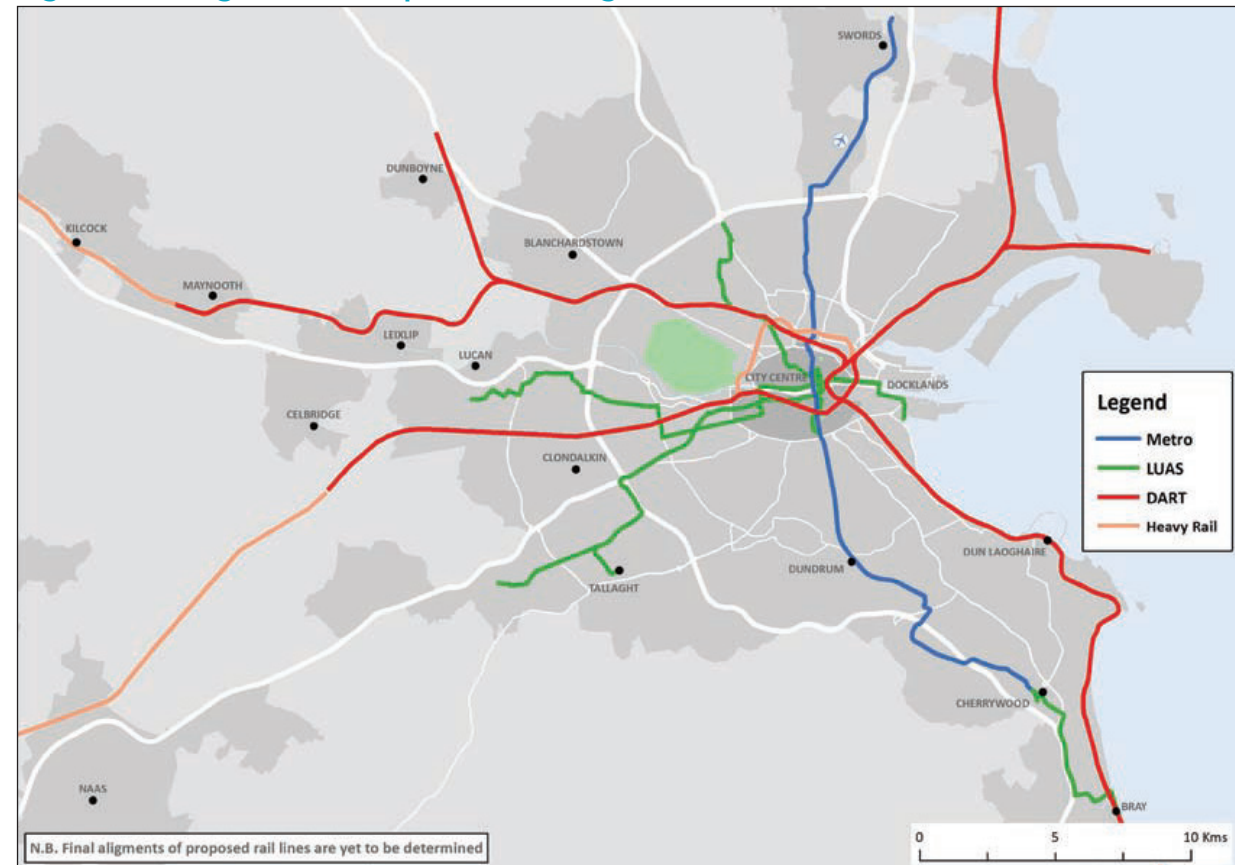 SWORDS
DUNBOYNE
KILCOCK
BLANCHARDSTOWN
MAYNOOTH
LEIXLIP
LUCAN
CITY CENTRE
DOCKLANDS
CELBRIDGE
CLONDALKIN
Legend
Metro
LUAS
DART
Heavy Rail
DUN LAOGHAIRE
DUNDRUM
TALLAGHT
CHERRYWOOD
NAAS
BRAY
N.B. Final aligments of proposed rail lines are yet to be determined
0 5 10 Kms